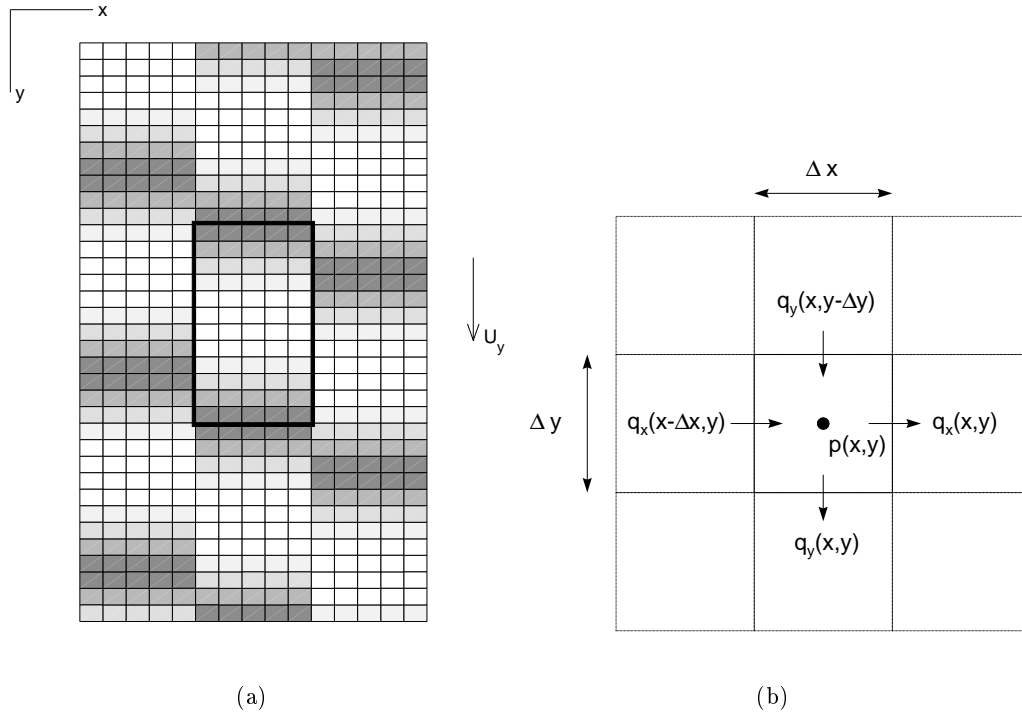 x
y
U_y
(a)
Δ x
q_y(x,y-Δy)
Δ y
q_x(x-Δx,y)
q_x(x,y)
p(x,y)
q_y(x,y)
(b)